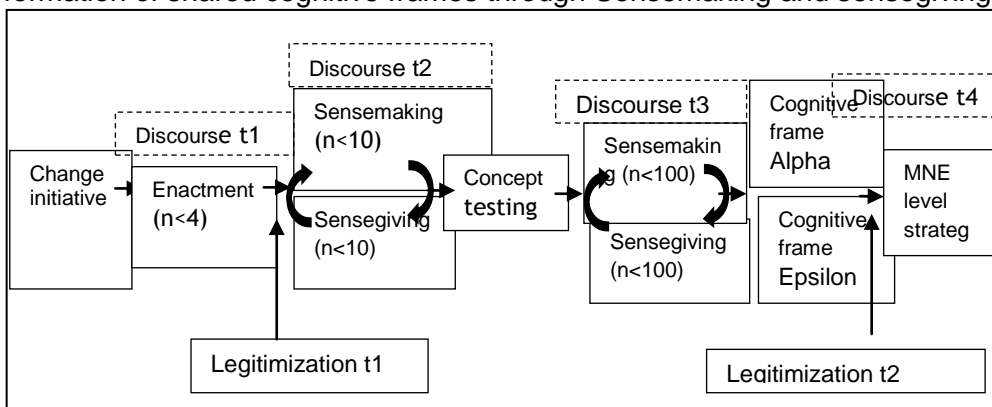 formation of shared cognitive frames through Sensemaking and sensegiving
Discourse t1
Discourse t2
Discourse t3
Discourse t4
Change
initiative
Enactment
(n<4)
Sensemaking
(n<10)
Sensegiving
(n<10)
Concept
testing
Sensemakin
g (n<100)
Sensegiving
(n<100)
Cognitive
frame
Alpha
Cognitive
frame
Epsilon
MNE
level
strateg
Legitimization t1
Legitimization t2